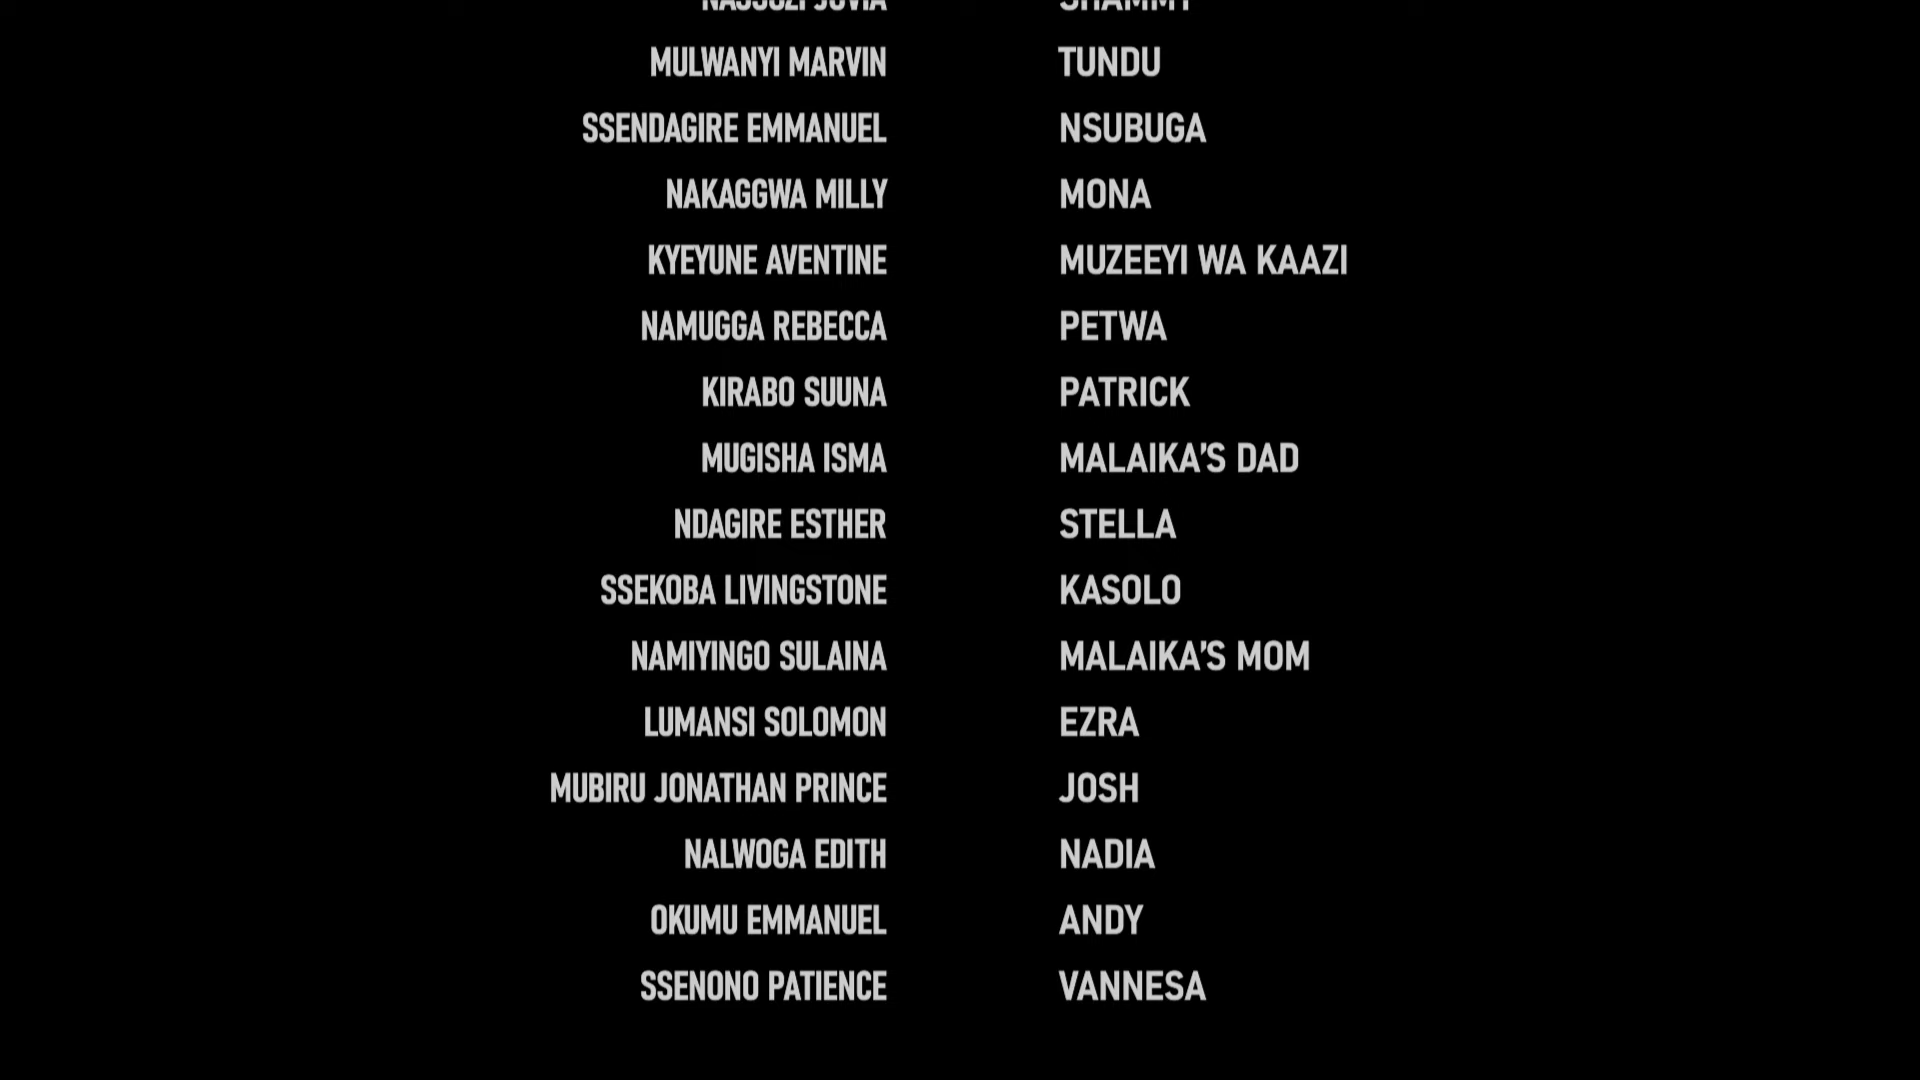 MULWANYI MARVIN TUNDU
SSENDAGIRE EMMANUEL NSUBUGA
NAKAGGWA MILLY MONA
KYEYUNE AVENTINE MUZEEYI WA KAAZI
NAMUGGA REBECCA PETWA
KIRABO SUUNA PATRICK
MUGISHA ISMA MALAIKA’S DAD
NDAGIRE ESTHER STELLA
SSEKOBA LIVINGSTONE KASOLO
NAMIYINGO SULAINA MALAIKA’S MOM
LUMANSI SOLOMON EZRA
MUBIRU JONATHAN PRINCE JOSH
NALWOGA EDITH NADIA
OKUMU EMMANUEL ANDY
SSENONO PATIENCE VANNESA